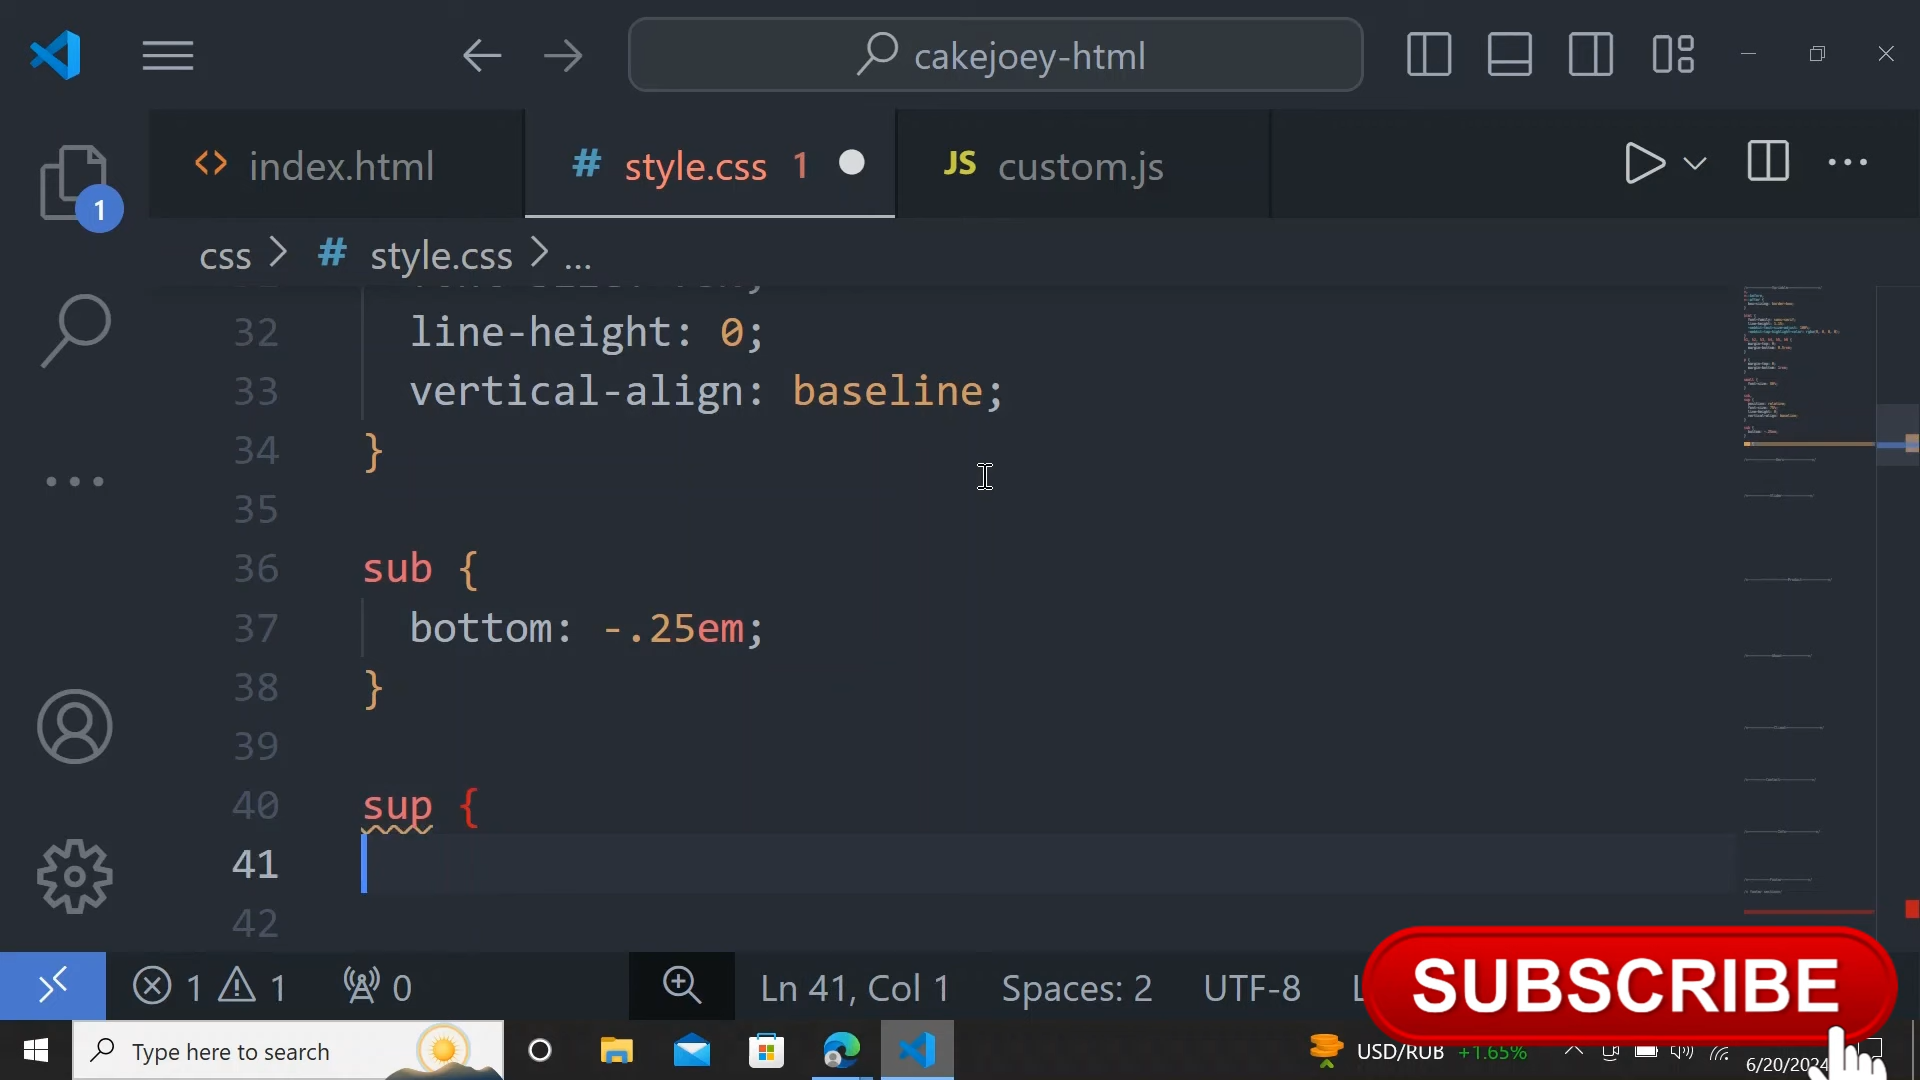 cakejoey-html
index.html
# style.css 1
JS custom.js
1
css > # style.css > ...
32 line-height: 0;
33 vertical-align: baseline;
34 }
35
36 sub {
37 bottom: -.25em;
38 }
39
40 sup {
41
42
1 1 0
Ln 41, Col 1
Spaces: 2
UTF-8
SUBSCRIBE
Type here to search
USD/RUB +1.65%
6/20/2024